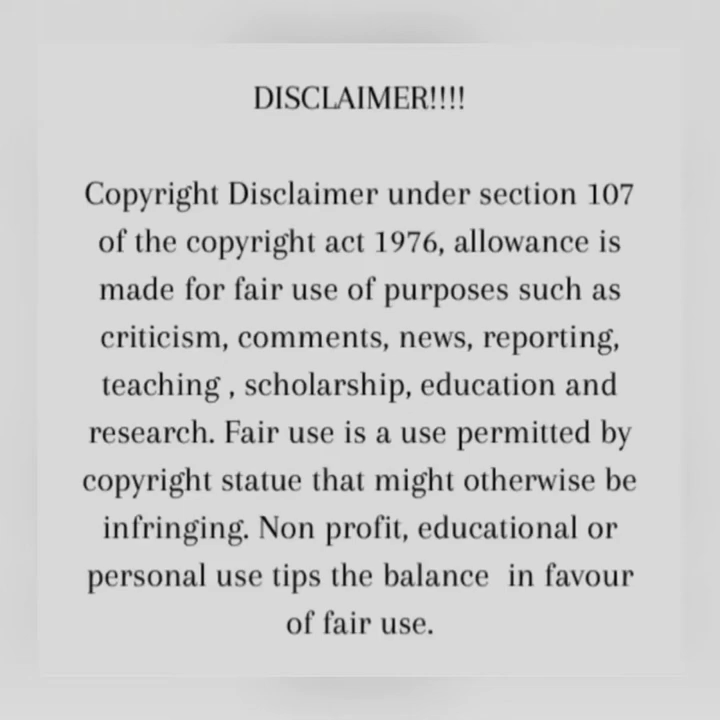 DISCLAIMER!!!!
Copyright Disclaimer under section 107
of the copyright act 1976, allowance is
made for fair use of purposes such as
criticism, comments, news, reporting,
teaching , scholarship, education and
research. Fair use is a use permitted by
copyright statue that might otherwise be
infringing. Non profit, educational or
personal use tips the balance  in favour
of fair use.